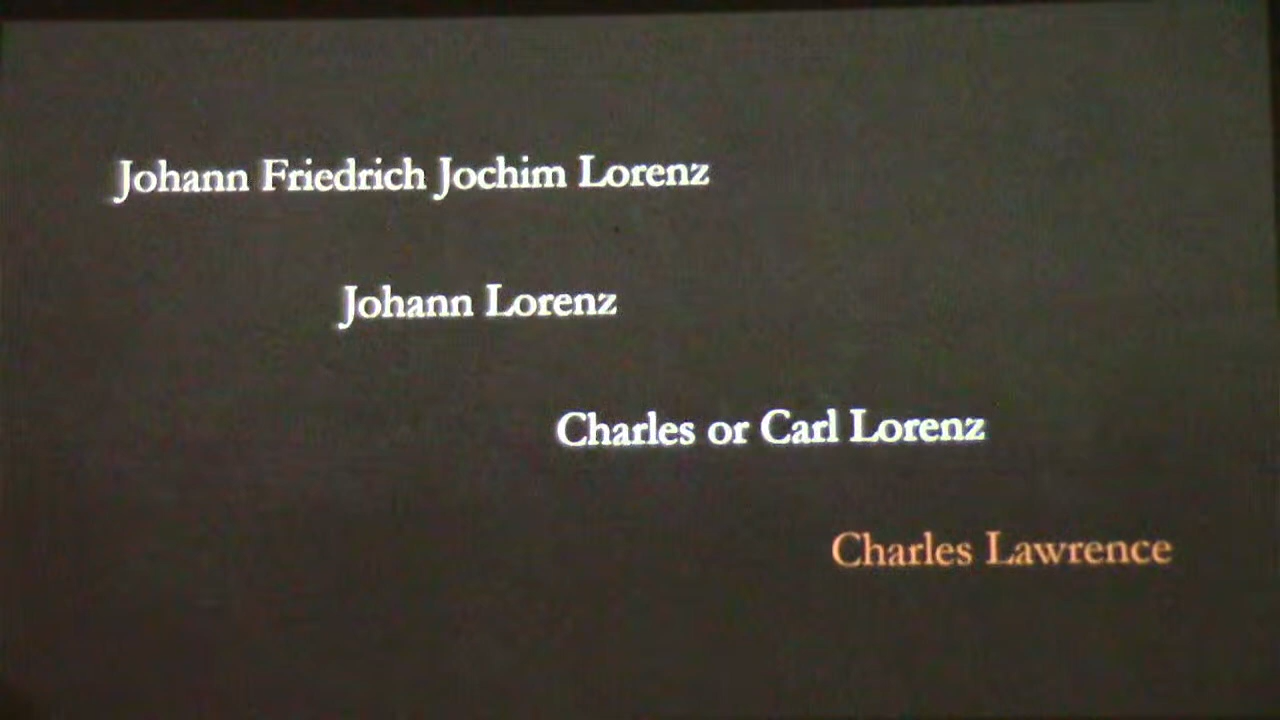 Johann Friedrich Jochim Lorenz
Johann Lorenz
Charles or Carl Lorenz
Charles Lawrence